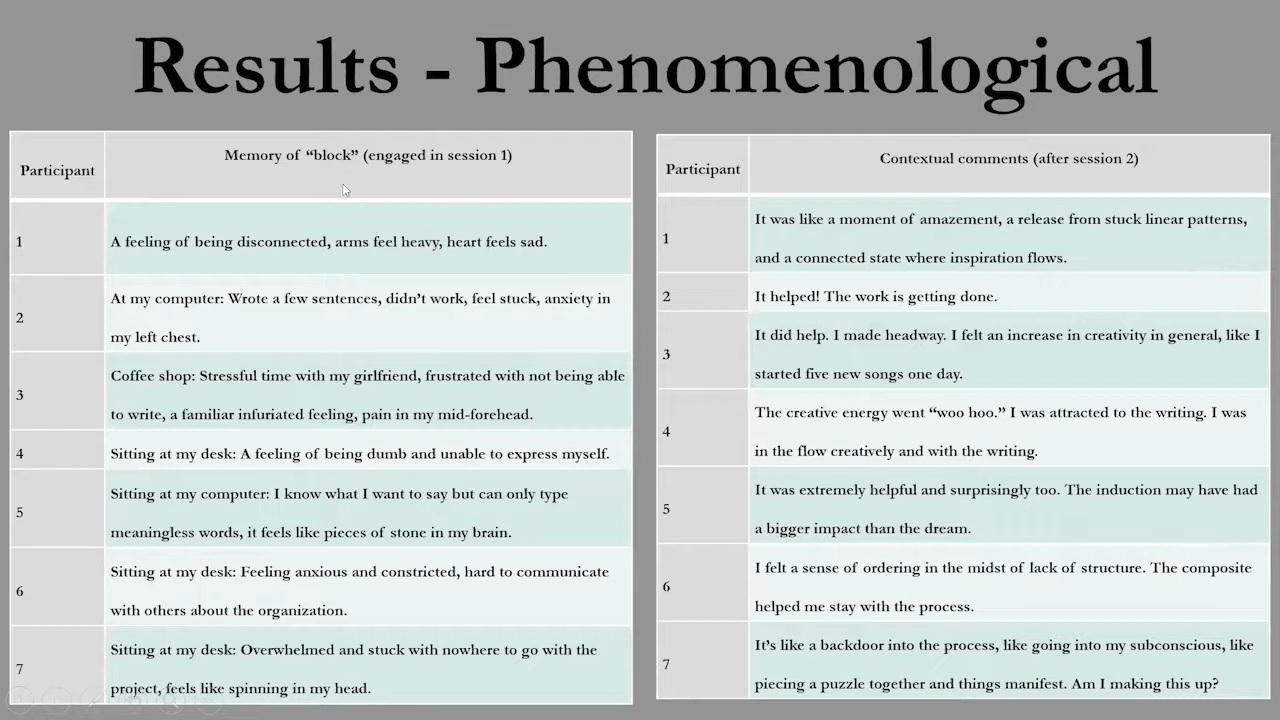 Results - Phenomenological
Participant
Memory of “block” (engaged in session 1)
1
A feeling of being disconnected, arms feel heavy, heart feels sad.
2
At my computer: Wrote a few sentences, didn’t work, feel stuck, anxiety in
my left chest.
3
Coffee shop: Stressful time with my girlfriend, frustrated with not being able
to write, a familiar infuriated feeling, pain in my mid-forehead.
4
Sitting at my desk: A feeling of being dumb and unable to express myself.
5
Sitting at my computer: I know what I want to say but can only type
meaningless words, it feels like pieces of stone in my brain.
6
Sitting at my desk: Feeling anxious and constricted, hard to communicate
with others about the organization.
7
Sitting at my desk: Overwhelmed and stuck with nowhere to go with the
project, feels like spinning in my head.
Participant
Contextual comments (after session 2)
1
It was like a moment of amazement, a release from stuck linear patterns,
and a connected state where inspiration flows.
2
It helped! The work is getting done.
3
It did help. I made headway. I felt an increase in creativity in general, like I
started five new songs one day.
4
The creative energy went “woo hoo.” I was attracted to the writing. I was
in the flow creatively and with the writing.
5
It was extremely helpful and surprisingly too. The induction may have had
a bigger impact than the dream.
6
I felt a sense of ordering in the midst of lack of structure. The composite
helped me stay with the process.
7
It’s like a backdoor into the process, like going into my subconscious, like
piecing a puzzle together and things manifest. Am I making this up?